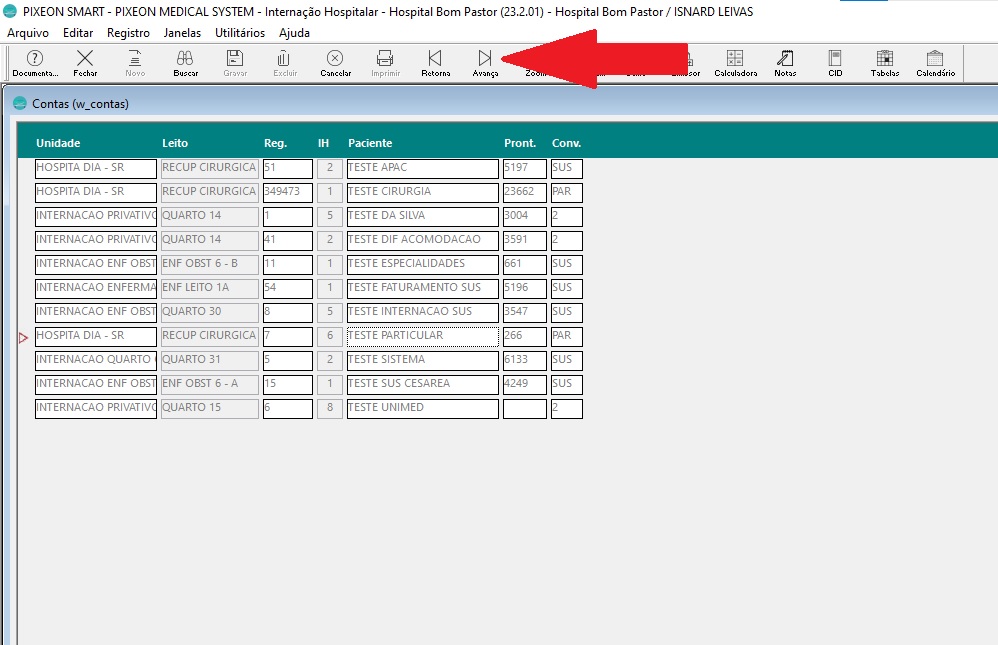 PIXEON SMART - PIXEON MEDICAL SYSTEM - Internação Hospitalar - Hospital Bom Pastor (23.2.01) - Hospital Bom Pastor / ISNARD LEIVAS
Arquivo Editar Registro Janelas Utilitários Ajuda
Documenta... Fechar Novo Buscar Gravar Excluir Cancelar Imprimir Retorna Avança Calculadora Notas CID Tabelas Calendário
Contas (w_contas)
Unidade Leito Reg. IH Paciente Pront. Conv.
HOSPITA DIA - SR RECUP CIRURGICA 51 2 TESTE APAC 5197 SUS
HOSPITA DIA - SR RECUP CIRURGICA 349473 1 TESTE CIRURGIA 23662 PAR
INTERNACAO PRIVATIVO QUARTO 14 1 5 TESTE DA SILVA 3004 2
INTERNACAO PRIVATIVO QUARTO 14 41 2 TESTE DIF ACOMODACAO 3591 2
INTERNACAO ENF OBST ENF OBST 6 - B 11 1 TESTE ESPECIALIDADES 661 SUS
INTERNACAO ENFERMA ENF LEITO 1A 54 1 TESTE FATURAMENTO SUS 5196 SUS
INTERNACAO ENF OBST QUARTO 30 8 5 TESTE INTERNACAO SUS 3547 SUS
HOSPITA DIA - SR RECUP CIRURGICA 7 6 TESTE PARTICULAR 266 PAR
INTERNACAO QUARTO QUARTO 31 5 2 TESTE SISTEMA 6133 SUS
INTERNACAO ENF OBST ENF OBST 6 - A 15 1 TESTE SUS CESAREA 4249 SUS
INTERNACAO PRIVATIVO QUARTO 15 6 8 TESTE UNIMED 2